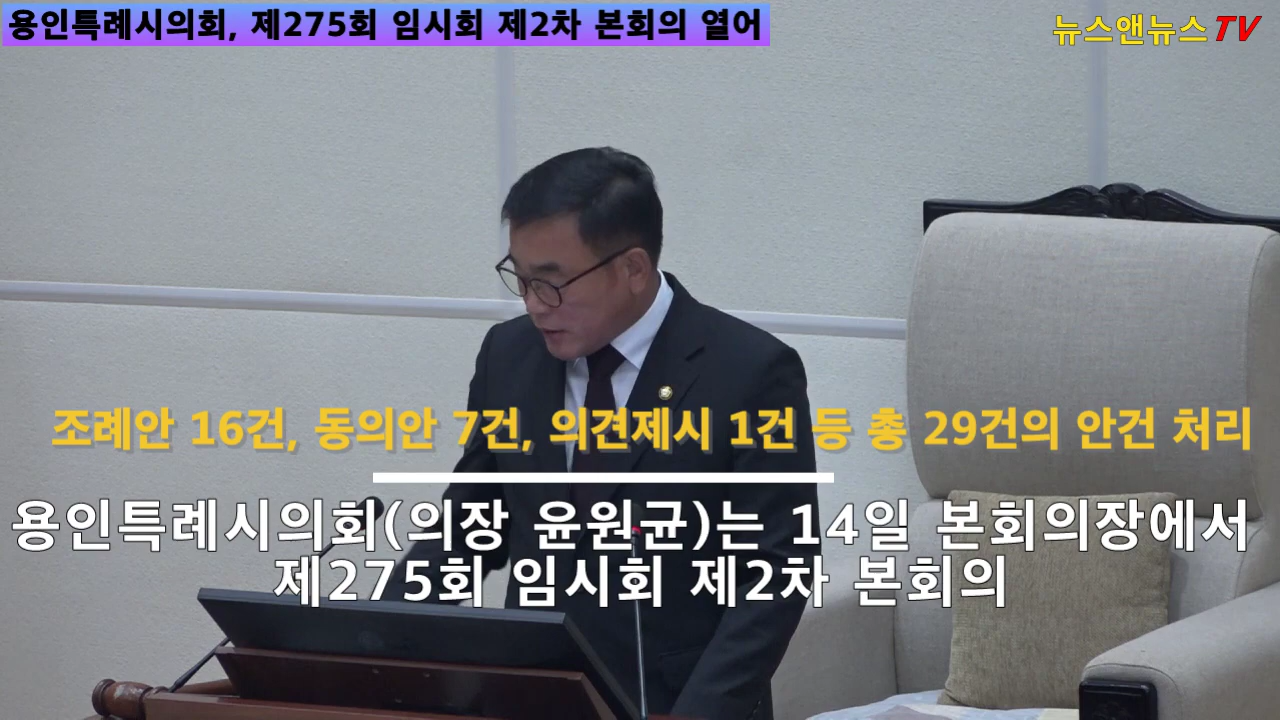 용인특례시의회, 제275회 임시회 제2차 본회의 열어
뉴스앤뉴스TV
조례안 16건, 동의안 7건, 의견제시 1건 등 총 29건의 안건 처리
용인특례시의회(의장 윤원균)는 14일 본회의장에서
제275회 임시회 제2차 본회의